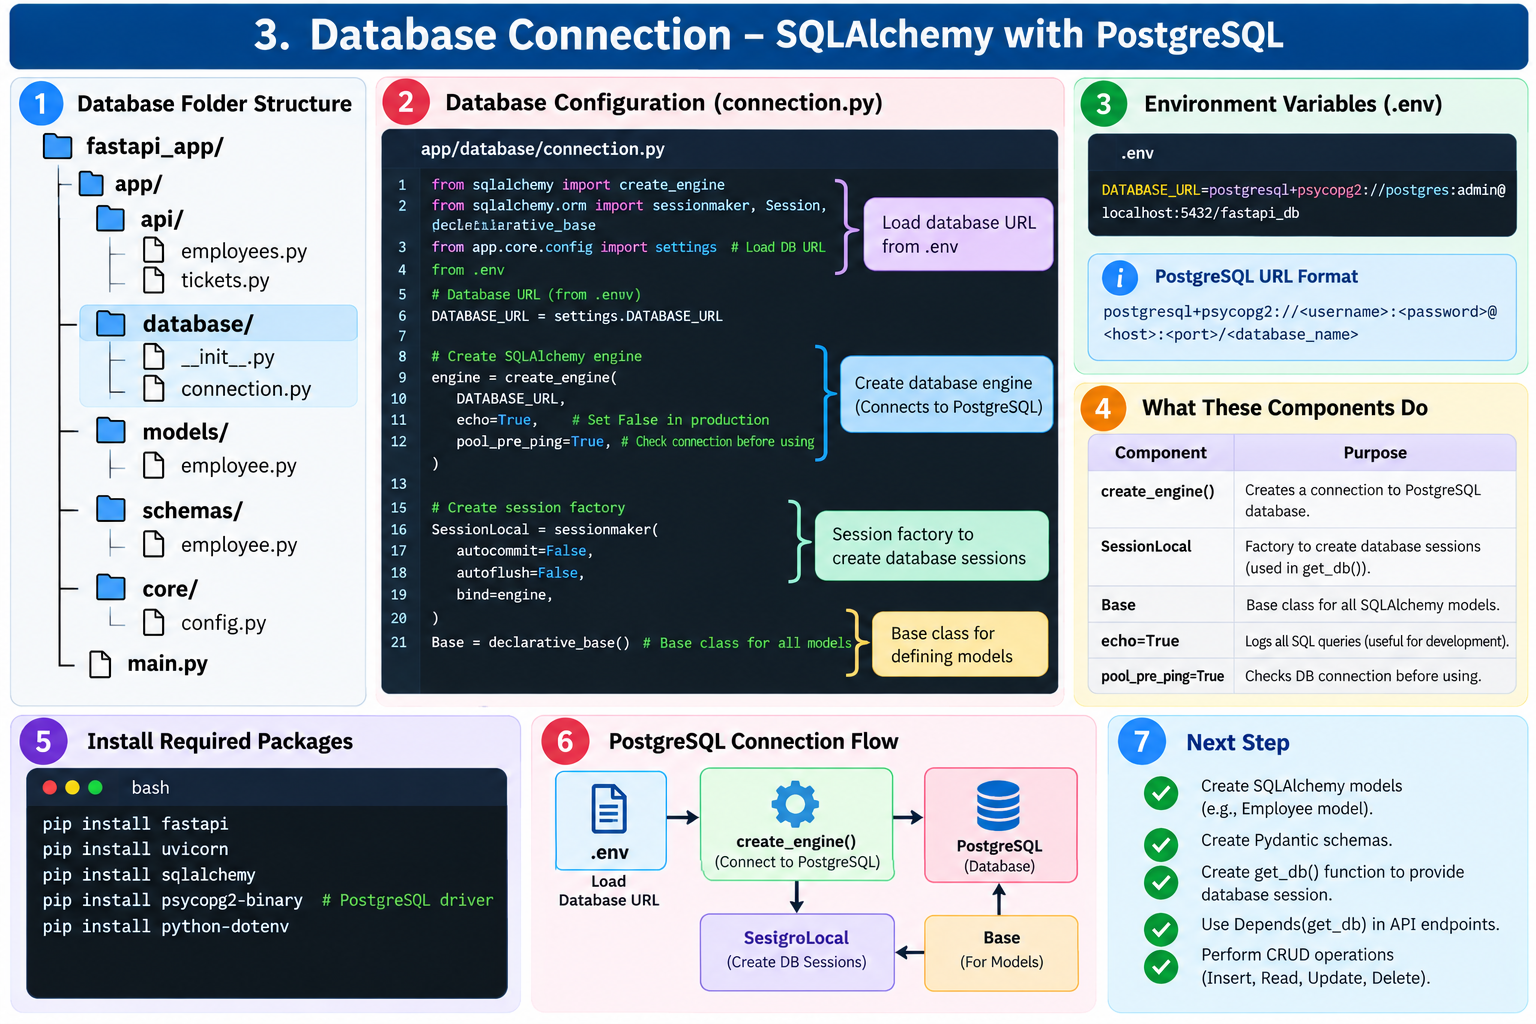 3. Database Connection – SQLAlchemy with PostgreSQL
1 Database Folder Structure
fastapi_app/
app/
api/
employees.py
tickets.py
database/
__init__.py
connection.py
models/
employee.py
schemas/
employee.py
core/
config.py
main.py
2 Database Configuration (connection.py)
app/database/connection.py
1 from sqlalchemy import create_engine
2 from sqlalchemy.orm import sessionmaker, Session,
3 from app.core.config import settings # Load DB URL
4 from .env
5 # Database URL (from
6 DATABASE_URL = settings.DATABASE_URL
7
8 # Create SQLAlchemy engine
9 engine = create_engine(
10 DATABASE_URL,
11 echo=True, # Set False in production
12 pool_pre_ping=True, # Check connection before using
)
13
15 # Create session factory
16 SessionLocal = sessionmaker(
17 autocommit=False,
18 autoflush=False,
19 bind=engine,
20 )
21 Base = declarative_base() # Base class for all models
Load database URL
from .env
Create database engine
(Connects to PostgreSQL)
Session factory to
create database sessions
Base class for
defining models
3 Environment Variables (.env)
.env
DATABASE_URL=postgresql+psycopg2://postgres:admin@
localhost:5432/fastapi_db
i PostgreSQL URL Format
postgresql+psycopg2://<username>:<password>@
<host>:<port>/<database_name>
4 What These Components Do
Component Purpose
create_engine() Creates a connection to PostgreSQL
database.
SessionLocal Factory to create database sessions
(used in get_db()).
Base Base class for all SQLAlchemy models.
echo=True Logs all SQL queries (useful for development).
pool_pre_ping=True Checks DB connection before using.
5 Install Required Packages
bash
pip install fastapi
pip install uvicorn
pip install sqlalchemy
pip install psycopg2-binary # PostgreSQL driver
pip install python-dotenv
6 PostgreSQL Connection Flow
.env
Load
Database URL
create_engine()
(Connect to PostgreSQL)
PostgreSQL
(Database)
SesigroLocal
(Create DB Sessions)
Base
(For Models)
7 Next Step
Create SQLAlchemy models
(e.g., Employee model).
Create Pydantic schemas.
Create get_db() function to provide
database session.
Use Depends(get_db) in API endpoints.
Perform CRUD operations
(Insert, Read, Update, Delete).